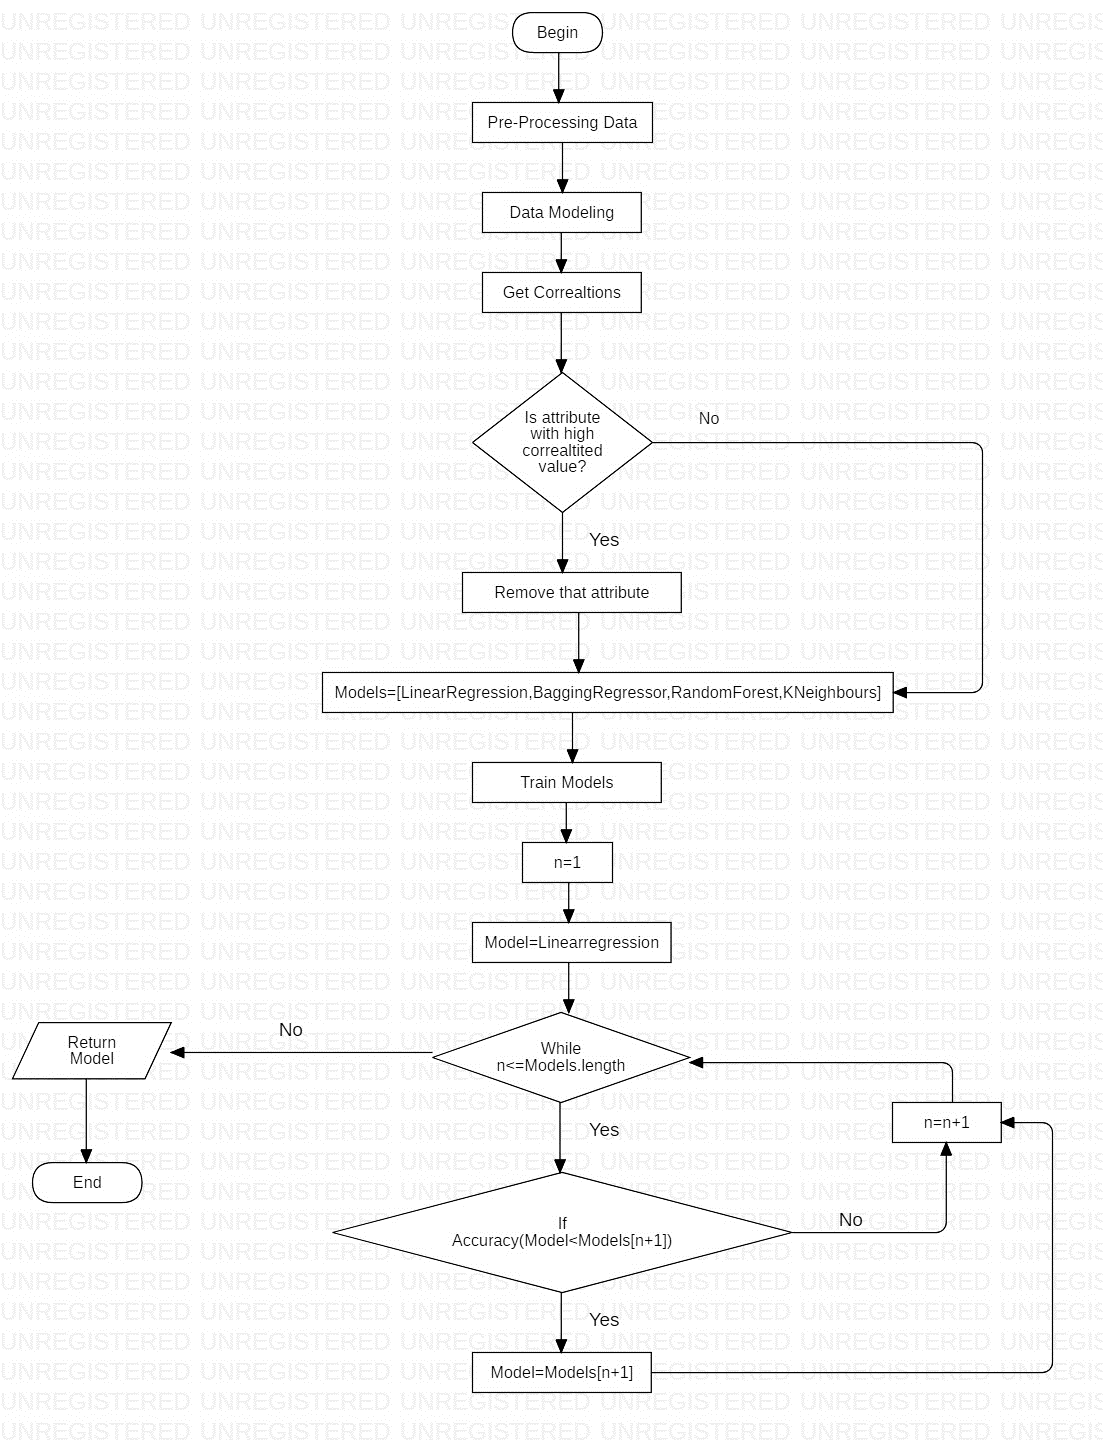 Begin
Pre-Processing Data
Data Modeling
Get Correaltions
Is attribute
with high
correaltited
value?
No
Yes
Remove that attribute
Models=[LinearRegression,BaggingRegressor,RandomForest,KNeighbours]
Train Models
n=1
Model=Linearregression
While
n<=Models.length
No
Return
Model
End
Yes
n=n+1
If
Accuracy(Model<Models[n+1])
No
Yes
Model=Models[n+1]
UNREGISTERED